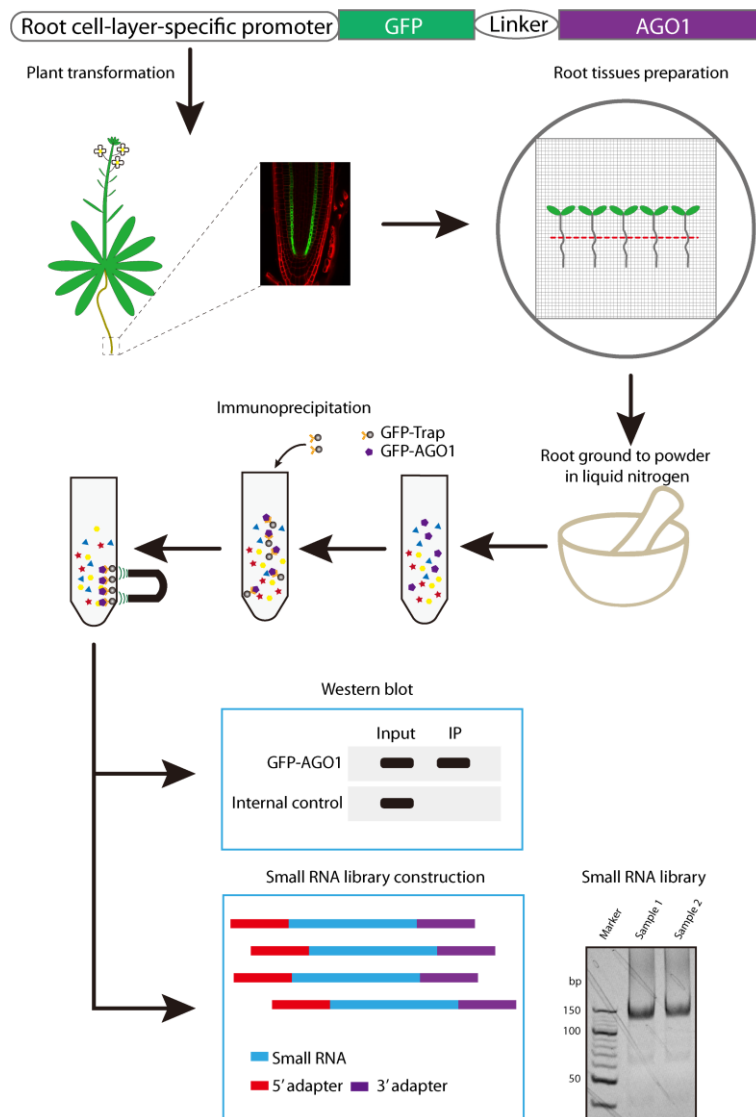 Root cell-layer-specific promoter GFP Linker AGO1
Plant transformation
Root tissues preparation
Immunoprecipitation
GFP-Trap
GFP-AGO1
Root ground to powder
in liquid nitrogen
Western blot
Input IP
GFP-AGO1
Internal control
Small RNA library construction
Small RNA
5' adapter 3' adapter
Small RNA library
Marker
Sample 1
Sample 2
bp
150
100
50